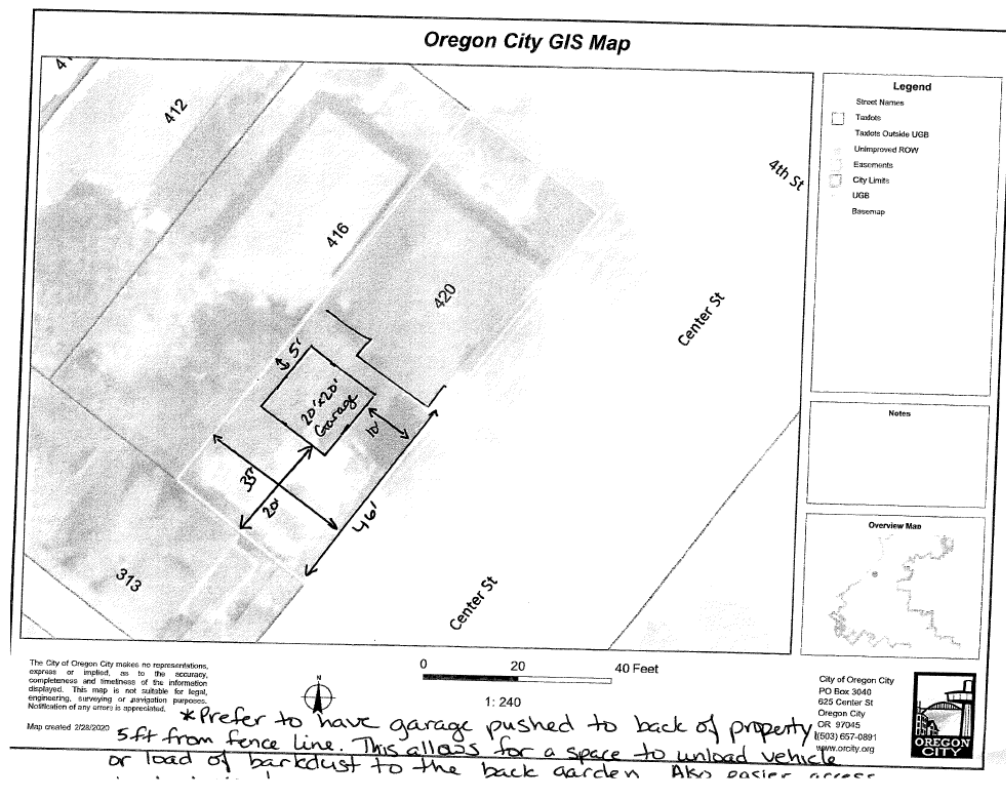 Oregon City GIS Map
412
416
420
313
4th St
Center St
Center St
5'
20'x20'
Garage
10'
35'
20'
46'
Legend
Street Names
Taxlots
Taxlots Outside UGB
Unimproved ROW
Easements
City Limits
UGB
Basemap
Notes
Overview Map
The City of Oregon City makes no representations,
express or implied, as to the accuracy,
completeness and timeliness of the information
displayed. This map is not suitable for legal,
engineering, surveying or navigation purposes.
Notification of any errors is appreciated.
Map created 2/28/2020
N
0 20 40 Feet
1: 240
City of Oregon City
PO Box 3040
625 Center St
Oregon City
OR 97045
(503) 657-0891
www.orcity.org
OREGON
CITY
*Prefer to have garage pushed to back of property
5ft from fence line. This allows for a space to unload vehicle
or load of barkdust to the back garden. Also easier access